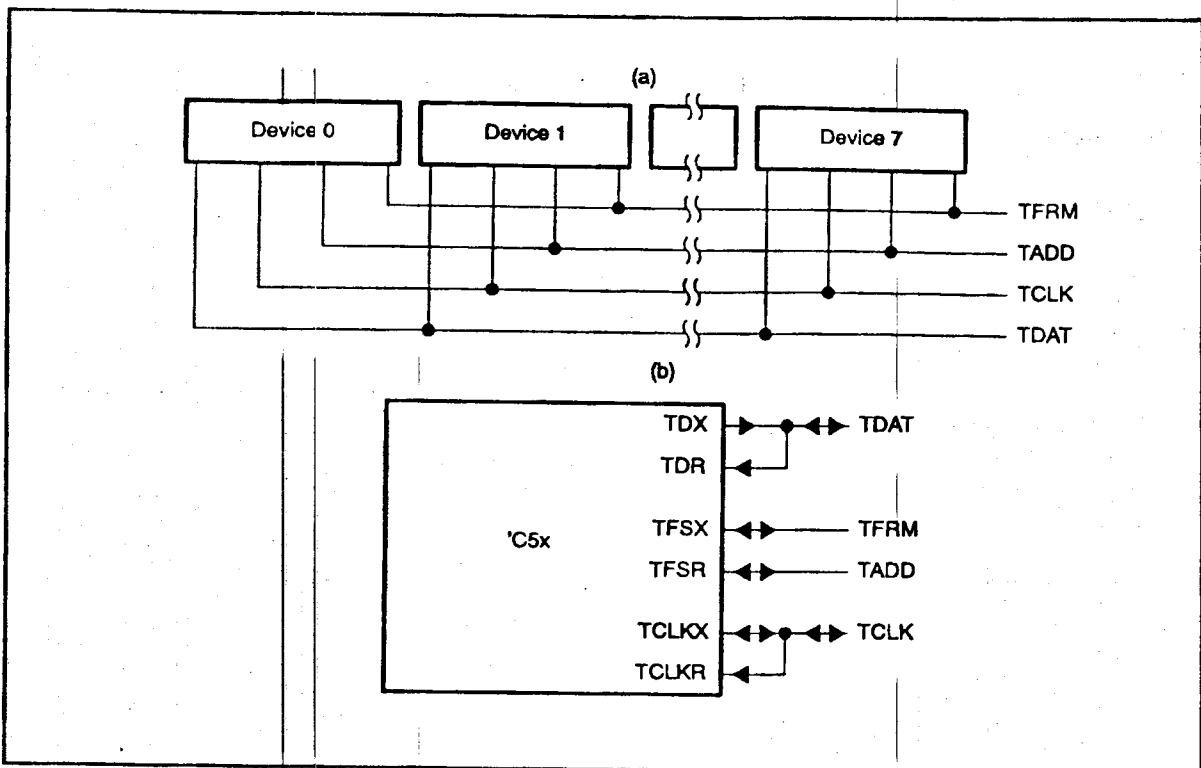 (a)
Device 0 Device 1 Device 7
TFRM
TADD
TCLK
TDAT
(b)
TDX TDAT
TDR
TFSX TFRM
'C5x
TFSR TADD
TCLKX TCLK
TCLKR